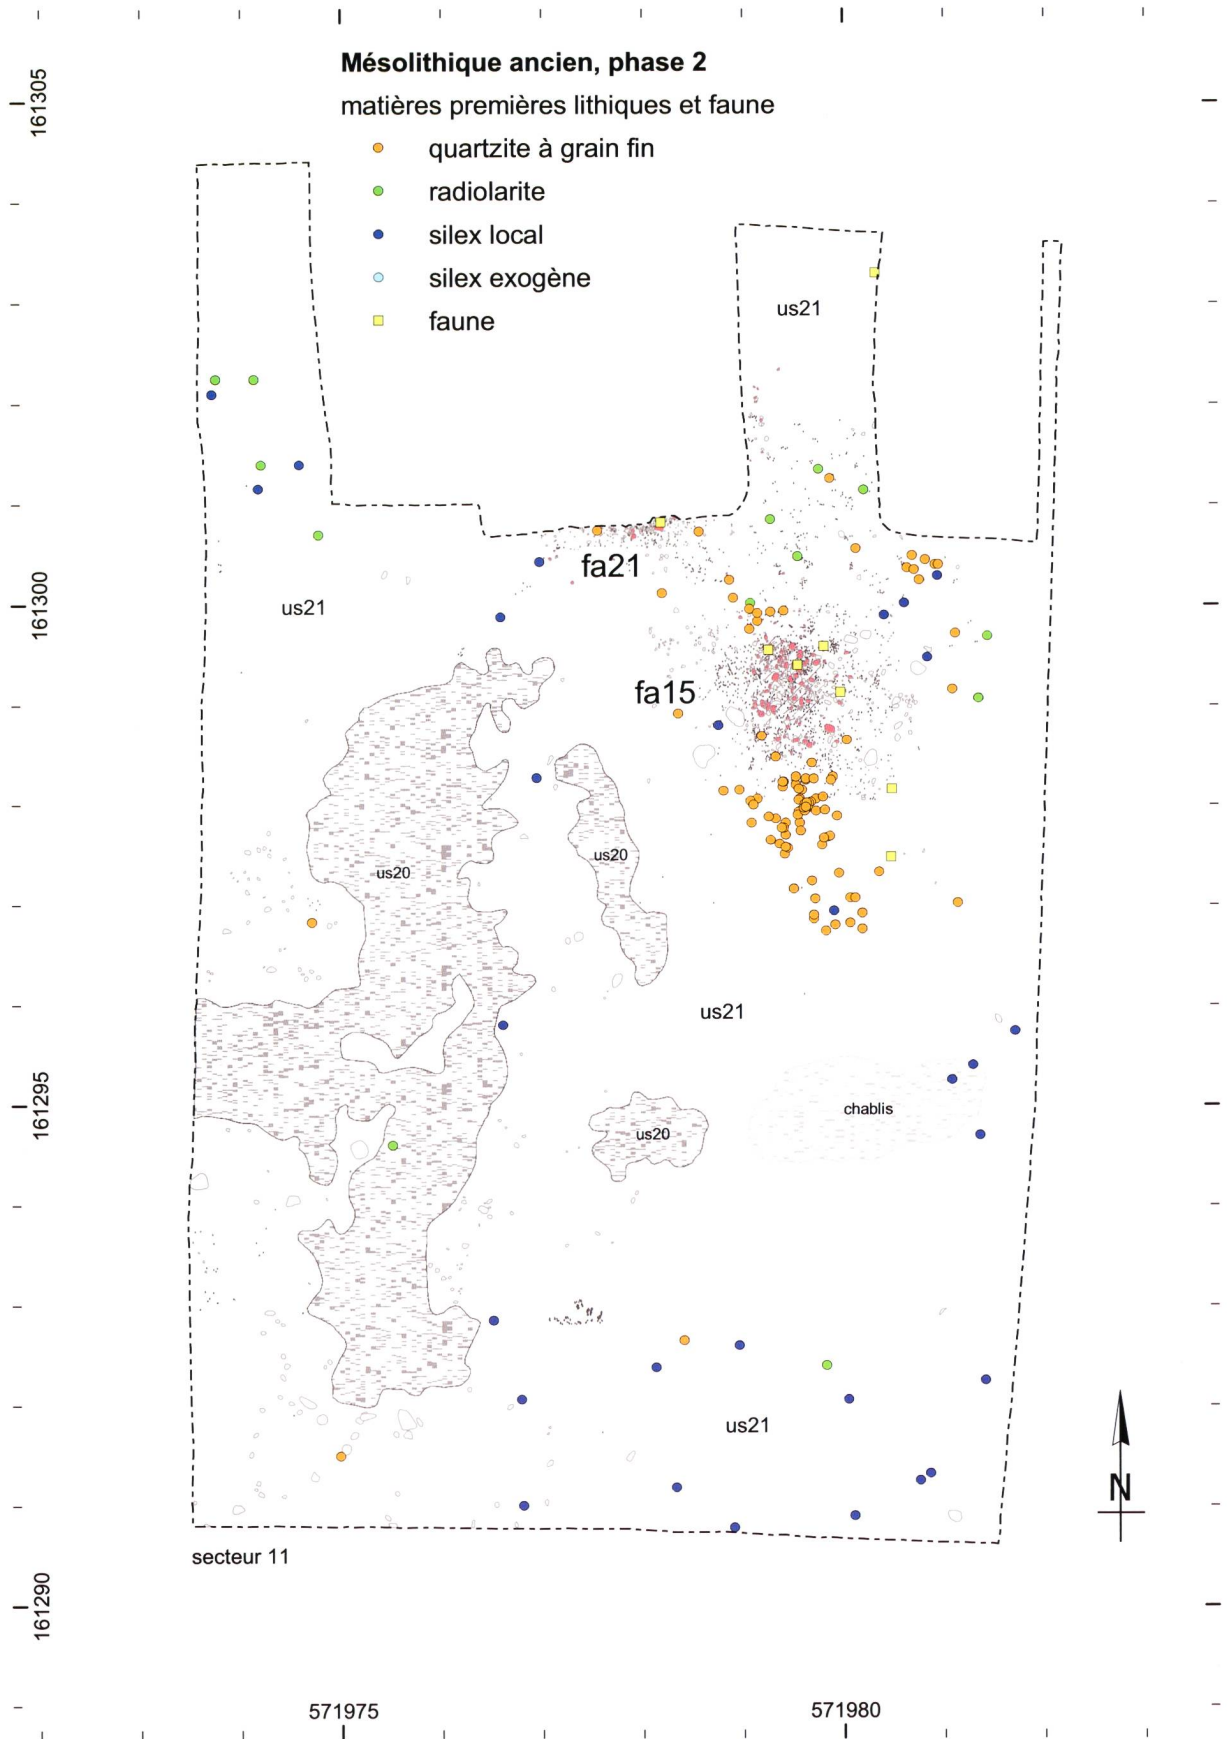 Mésolithique ancien, phase 2
matières premières lithiques et faune
quartzite à grain fin
radiolarite
silex local
silex exogène
faune
161305
us21
fa21
161300
us21
fa15
us20
us20
us21
161295
chablis
us20
us21
N
secteur 11
161290
571975
571980